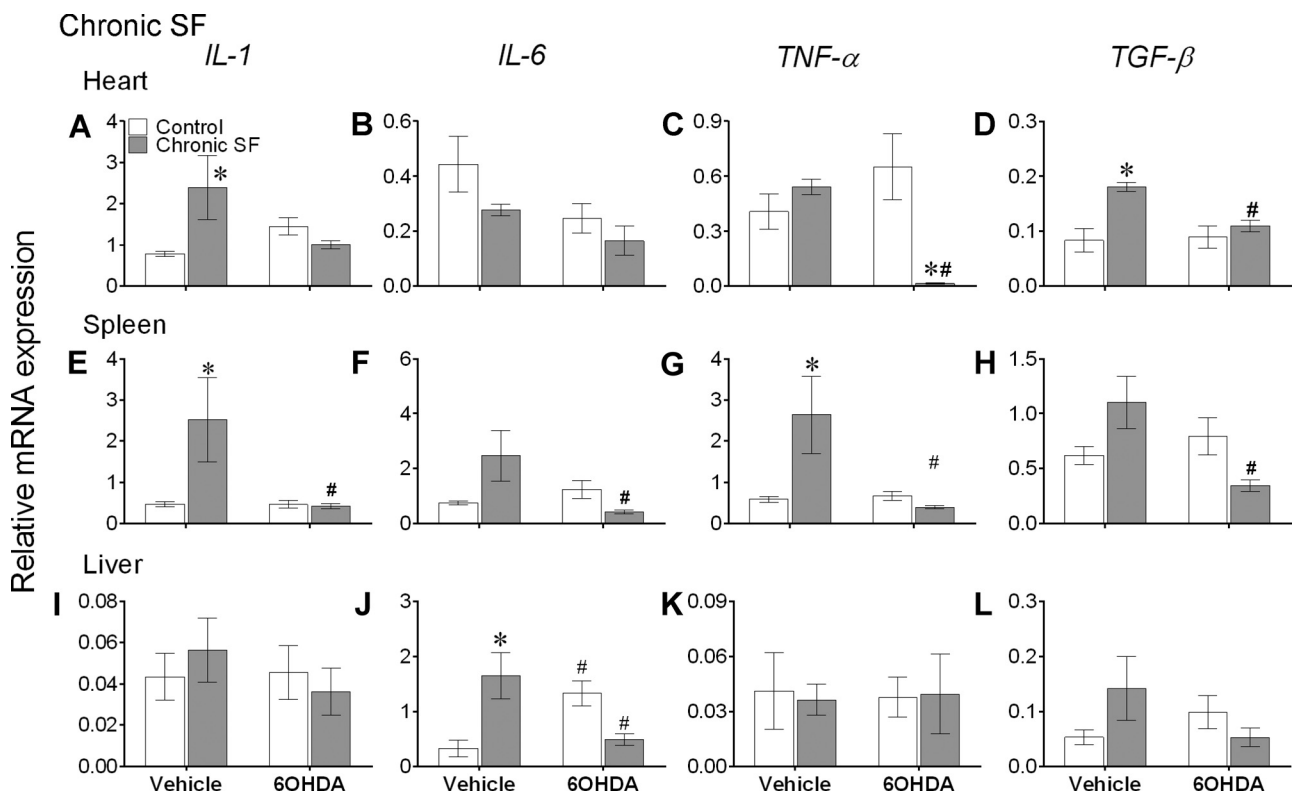 Chronic SF
IL-1 IL-6 TNF-α TGF-β
Relative mRNA expression
Heart
A B C D
Control
Chronic SF
4 3 2 1 0
0.6 0.4 0.2 0.0
0.9 0.6 0.3 0.0
0.3 0.2 0.1 0.0
* *# * #
Spleen
E F G H
4 3 2 1 0
6 4 2 0
4 3 2 1 0
1.5 1.0 0.5 0.0
* # # * # #
Liver
I J K L
0.08 0.06 0.04 0.02 0.00
3 2 1 0
0.09 0.06 0.03 0.00
0.3 0.2 0.1 0.0
* # #
Vehicle 6OHDA Vehicle 6OHDA Vehicle 6OHDA Vehicle 6OHDA